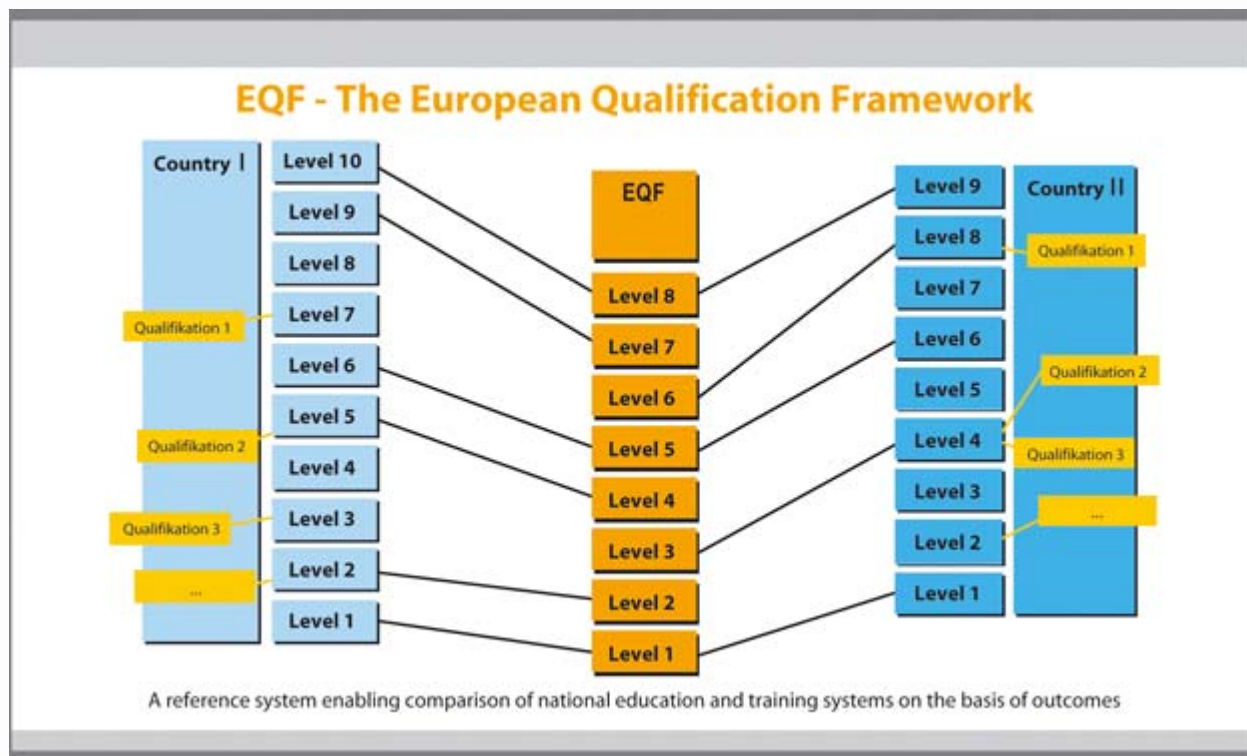 EQF - The European Qualification Framework
Country I
Level 10
Level 9
Level 8
Level 7
Level 6
Level 5
Level 4
Level 3
Level 2
Level 1
Qualifikation 1
Qualifikation 2
Qualifikation 3
...
EQF
Level 8
Level 7
Level 6
Level 5
Level 4
Level 3
Level 2
Level 1
Level 9
Level 8
Level 7
Level 6
Level 5
Level 4
Level 3
Level 2
Level 1
Country II
Qualifikation 1
Qualifikation 2
Qualifikation 3
...
A reference system enabling comparison of national education and training systems on the basis of outcomes